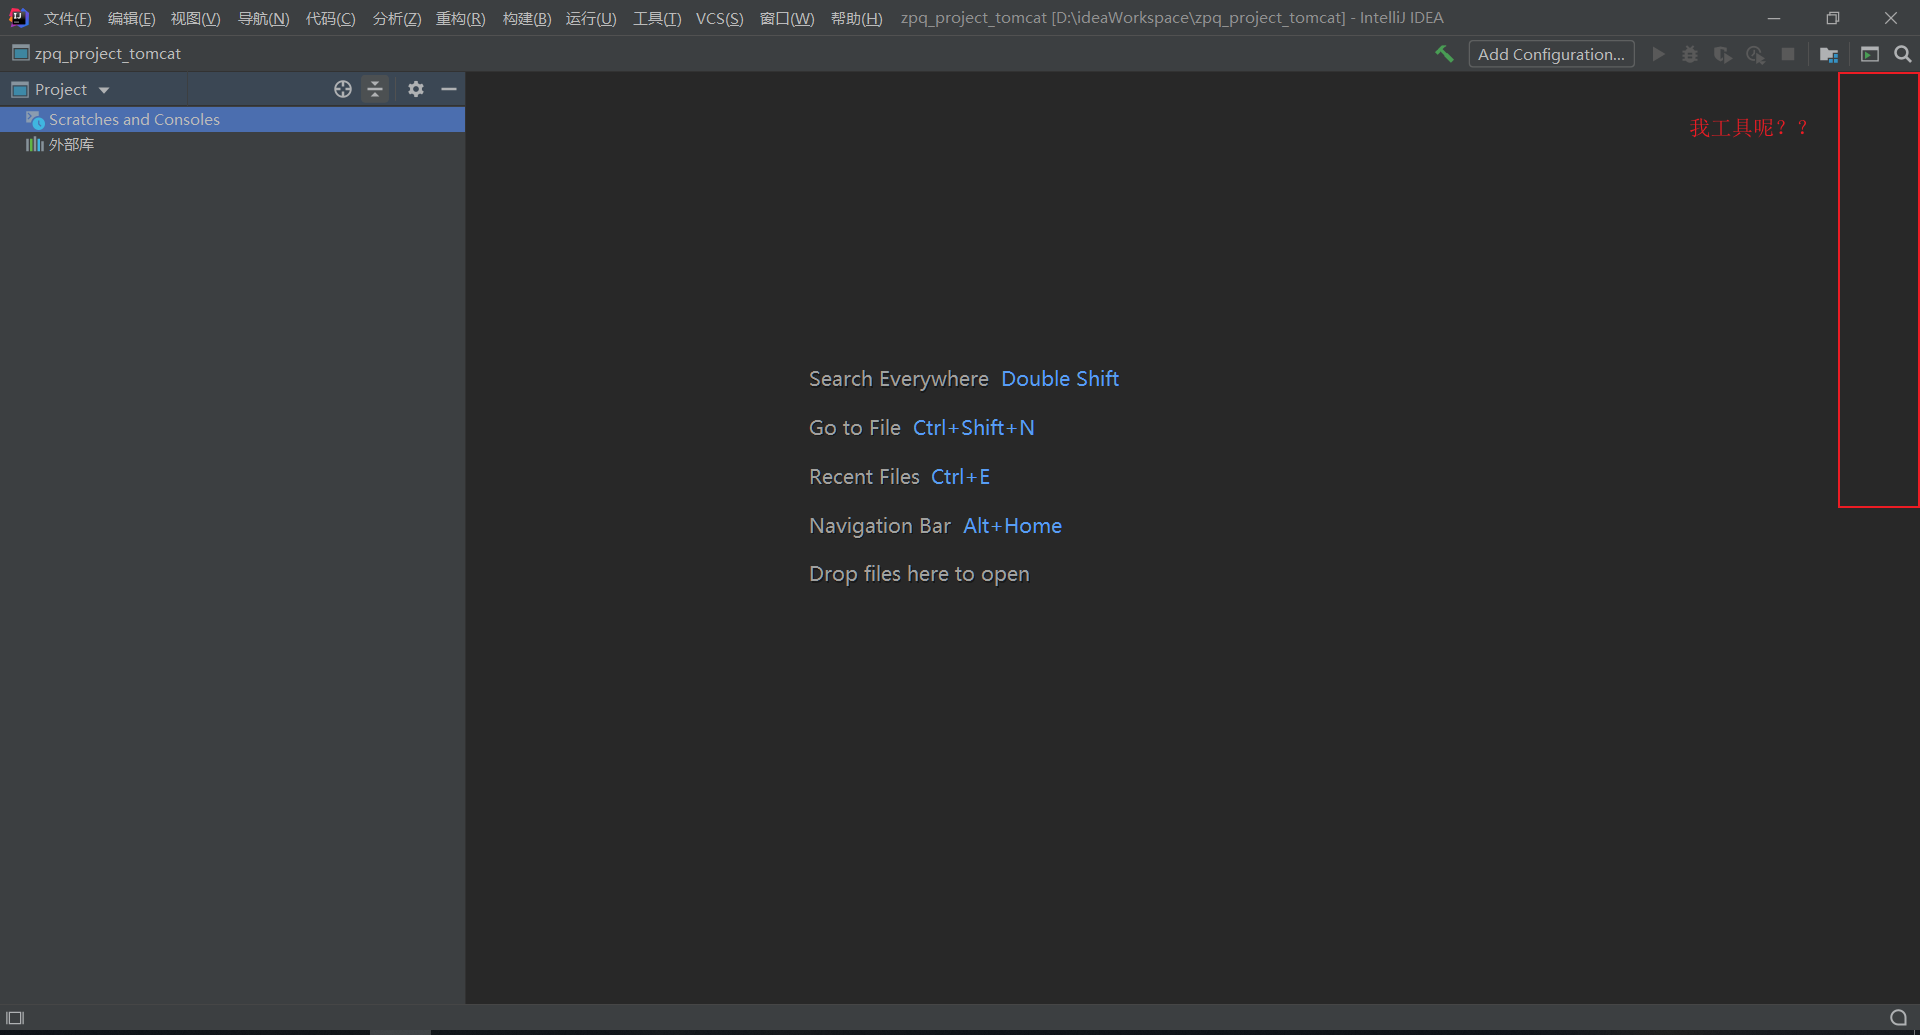 文件(F) 编辑(E) 视图(V) 导航(N) 代码(C) 分析(Z) 重构(R) 构建(B) 运行(U) 工具(T) VCS(S) 窗口(W) 帮助(H) zpq_project_tomcat [D:\ideaWorkspace\zpq_project_tomcat] - IntelliJ IDEA
zpq_project_tomcat Add Configuration...
Project
Scratches and Consoles
我工具呢？？
外部库
Search Everywhere Double Shift
Go to File Ctrl+Shift+N
Recent Files Ctrl+E
Navigation Bar Alt+Home
Drop files here to open